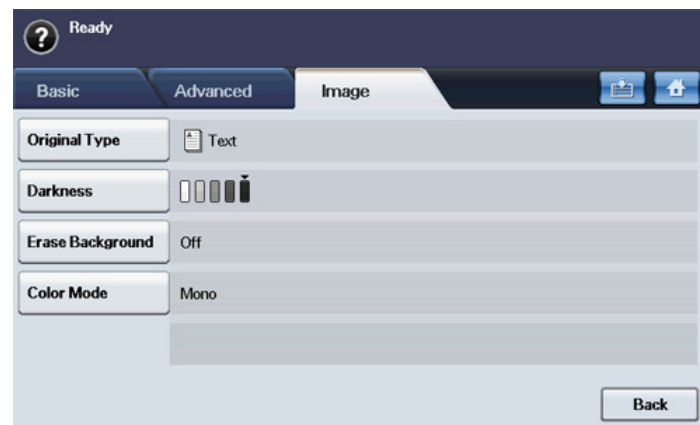 ?
Ready
Basic Advanced Image
Original Type Text
Darkness
Erase Background Off
Color Mode Mono
Back